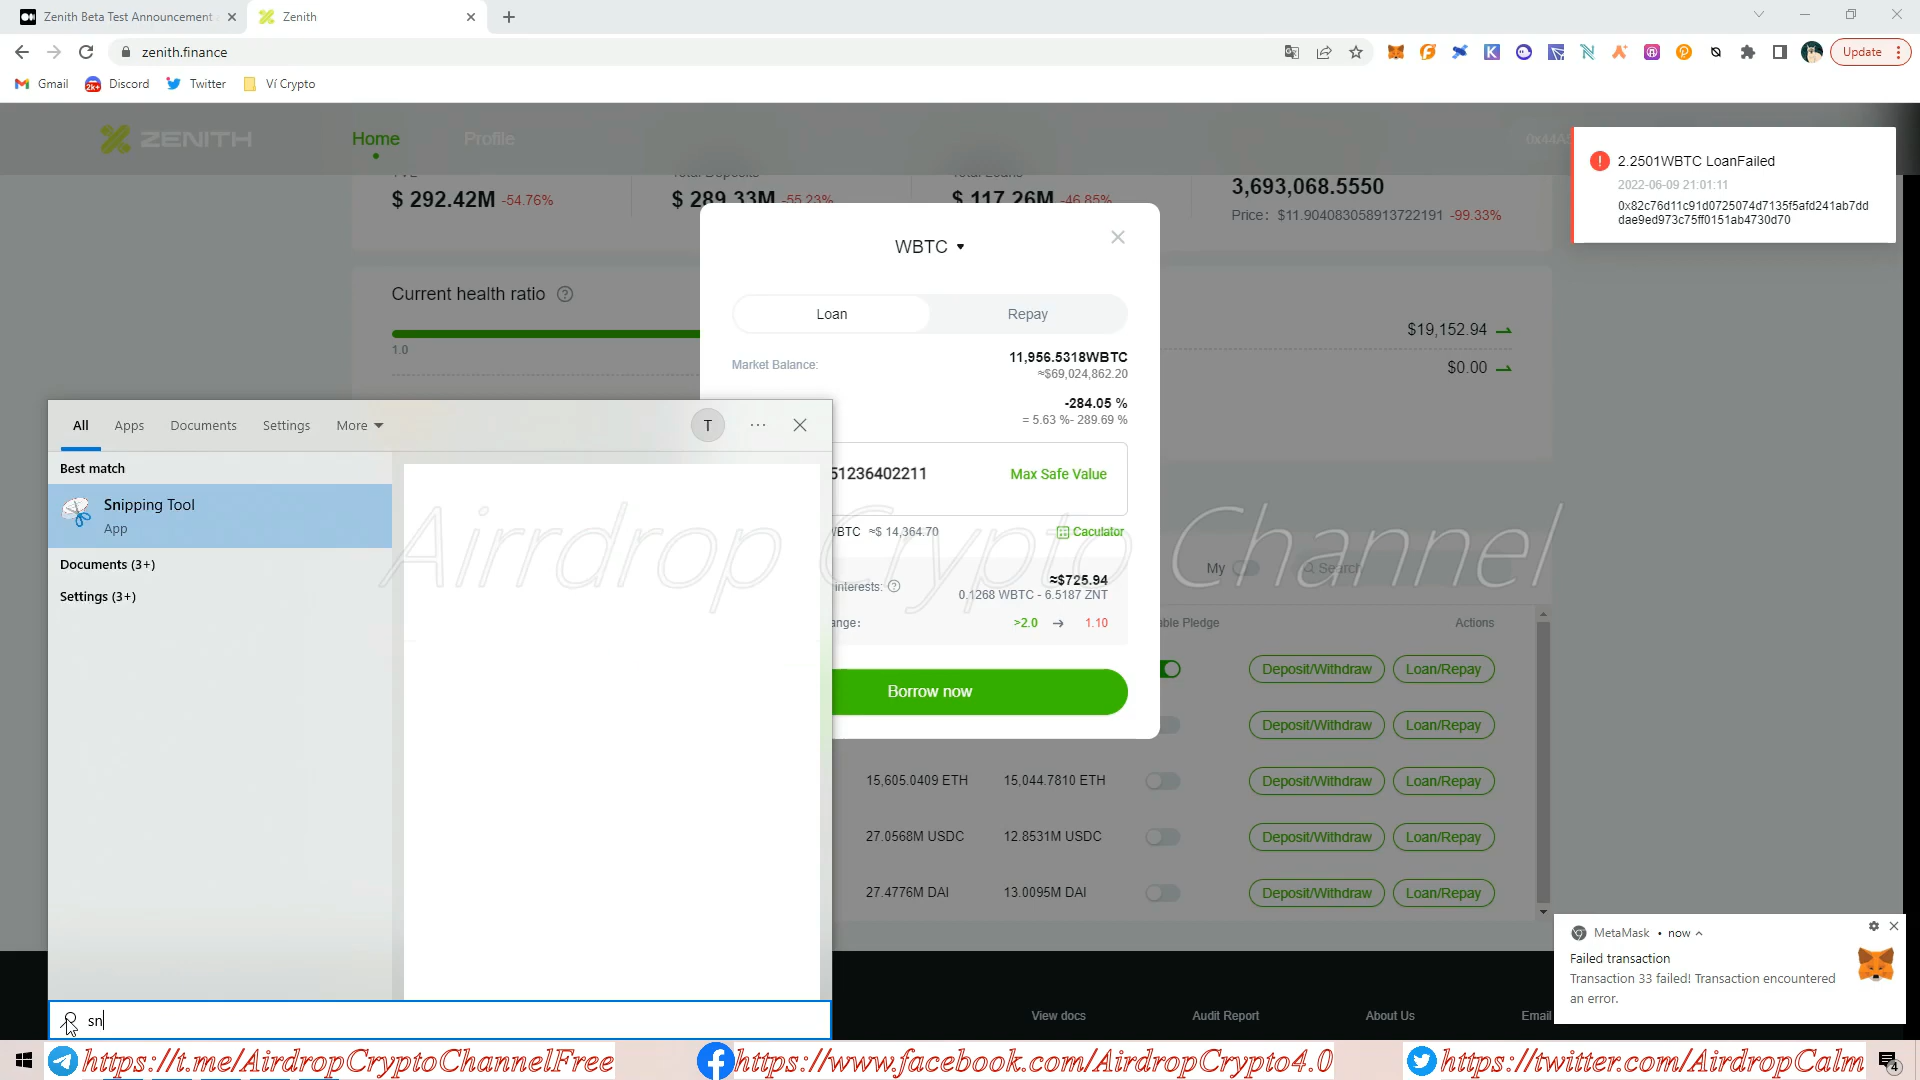 Zenith Beta Test Announcement
Zenith
zenith.finance
Update
Gmail
Discord
Twitter
Ví Crypto
ZENITH
Home
Profile
0x44A
2.2501WBTC LoanFailed
2022-06-09 21:01:11
0x82c76d11c91d0725074d7135f5afd241ab7dd
dae9ed973c75ff0151ab4730d70
$ 292.42M -54.76%
$ 289.33M -55.23%
$ 117.26M -46.85%
3,693,068.5550
Price: $11.904083058913722191 -99.33%
WBTC
Current health ratio
1.0
Loan
Repay
$19,152.94
$0.00
Market Balance:
11,956.5318WBTC
≈$69,024,862.20
-284.05 %
= 5.63 %- 289.69 %
51236402211
Max Safe Value
WBTC ≈$ 14,364.70
Caculator
interests:
≈$725.94
0.1268 WBTC - 6.5187 ZNT
ange:
>2.0 → 1.10
Borrow now
My
Search
able Pledge
Actions
Deposit/Withdraw
Loan/Repay
Deposit/Withdraw
Loan/Repay
15,605.0409 ETH
15,044.7810 ETH
Deposit/Withdraw
Loan/Repay
27.0568M USDC
12.8531M USDC
Deposit/Withdraw
Loan/Repay
27.4776M DAI
13.0095M DAI
Deposit/Withdraw
Loan/Repay
All
Apps
Documents
Settings
More
T
Best match
Snipping Tool
App
Documents (3+)
Settings (3+)
sn
Airrdrop Crypto Channel
MetaMask • now
Failed transaction
Transaction 33 failed! Transaction encountered
an error.
View docs
Audit Report
About Us
Email
https://t.me/AirdropCryptoChannelFree
https://www.facebook.com/AirdropCrypto4.0
https://twitter.com/AirdropCalm
4